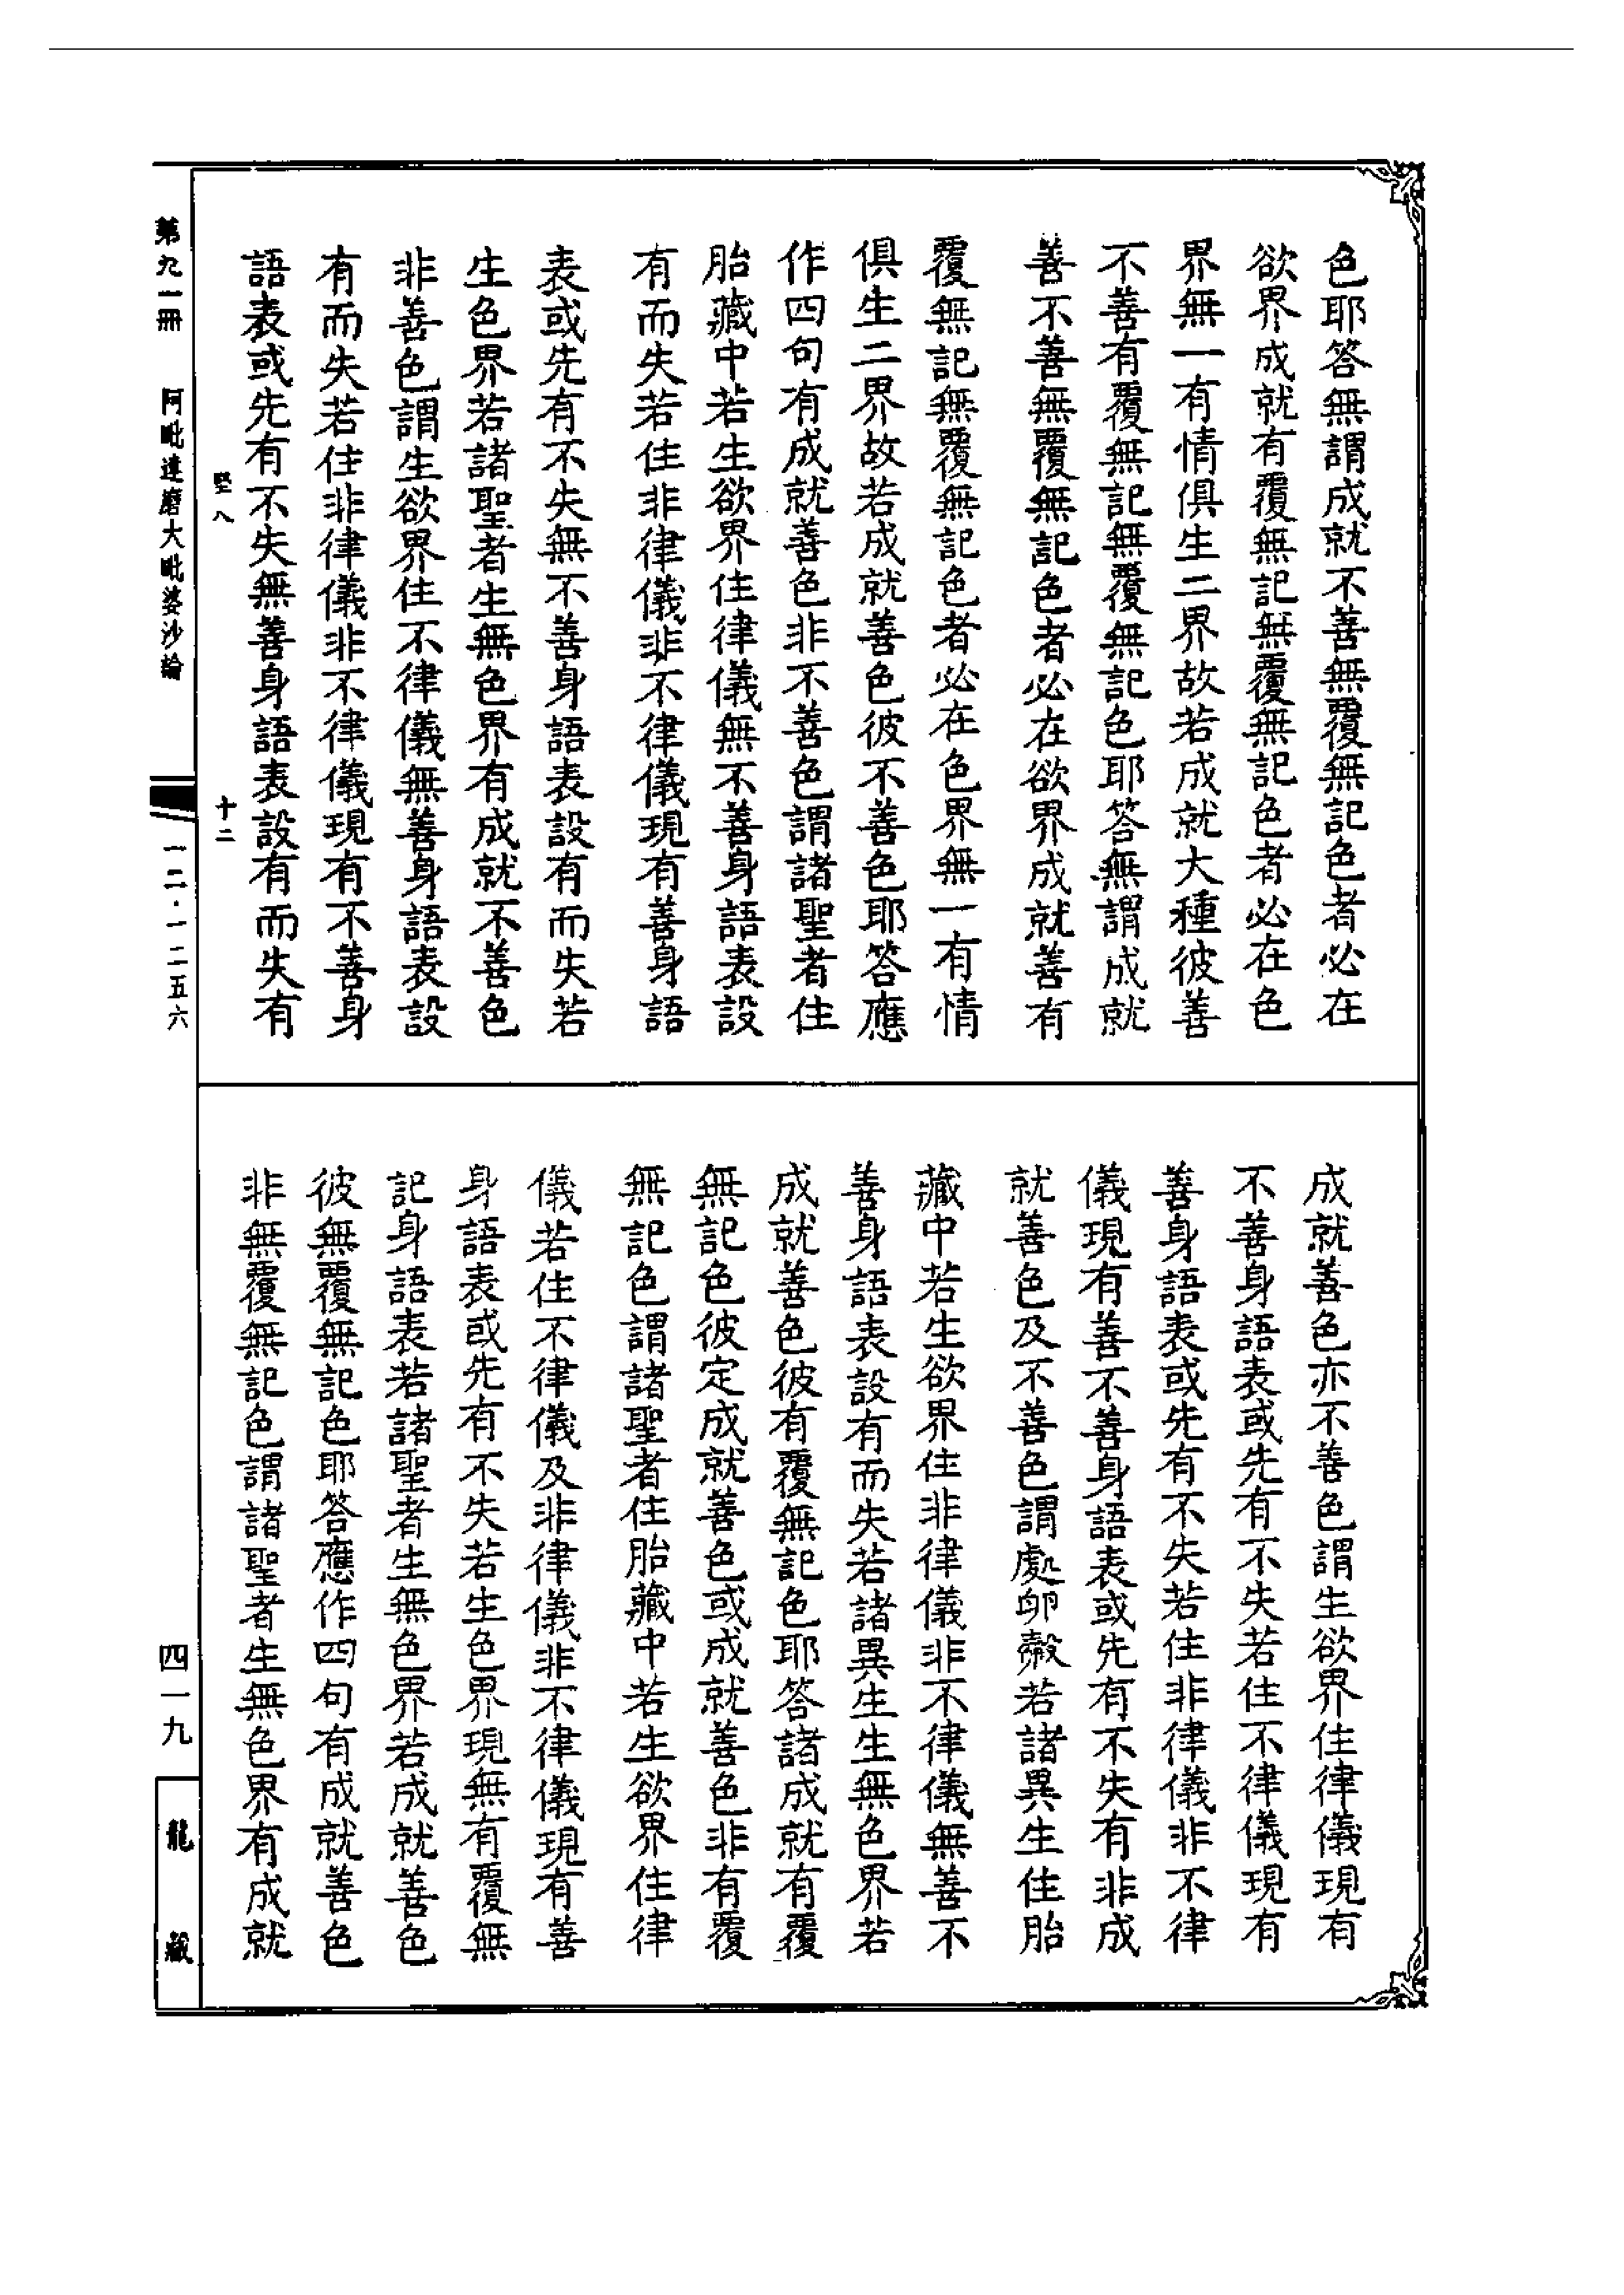 色耶答無謂成就不善無覆無記色者必在
欲界成就有覆無記無覆無記色者必在色
界無一有情俱生二界故若成就大種彼善
不善有覆無記無覆無記色耶答無謂成就
善不善無覆無記色者必在欲界成就善有
覆無記無覆無記色者必在色界無一有情
俱生二界故若成就善色彼不善色耶答應
作四句有成就善色非不善色謂諸聖者住
胎藏中若生欲界住律儀無不善身語表設
有而失若住非律儀非不律儀現有善身語
表或先有不失無不善身語表設有而失若
生色界若諸聖者生無色界有成就不善色
非善色謂生欲界住不律儀無善身語表設
有而失若住非律儀非不律儀現有不善身
語表或先有不失無善身語表設有而失有
成就善色亦不善色謂生欲界住律儀現有
不善身語表或先有不失若住不律儀現有
善身語表或先有不失若住非律儀非不律
儀現有善不善身語表或先有不失有非成
就善色及不善色謂處卵㲉若諸異生住胎
藏中若生欲界住非律儀非不律儀無善不
善身語表設有而失若諸異生生無色界若
成就善色彼有覆無記色耶答諸成就有覆
無記色彼定成就善色或成就善色非有覆
無記色謂諸聖者住胎藏中若生欲界住律
儀若住不律儀及非律儀非不律儀現有善
身語表或先有不失若生色界現無有覆無
記身語表若諸聖者生無色界若成就善色
彼無覆無記色耶答應作四句有成就善色
非無覆無記色謂諸聖者生無色界有成就
堅八
十二
第九一冊
阿毗達磨大毗婆沙論
一二·一二五六
四一九
龍藏